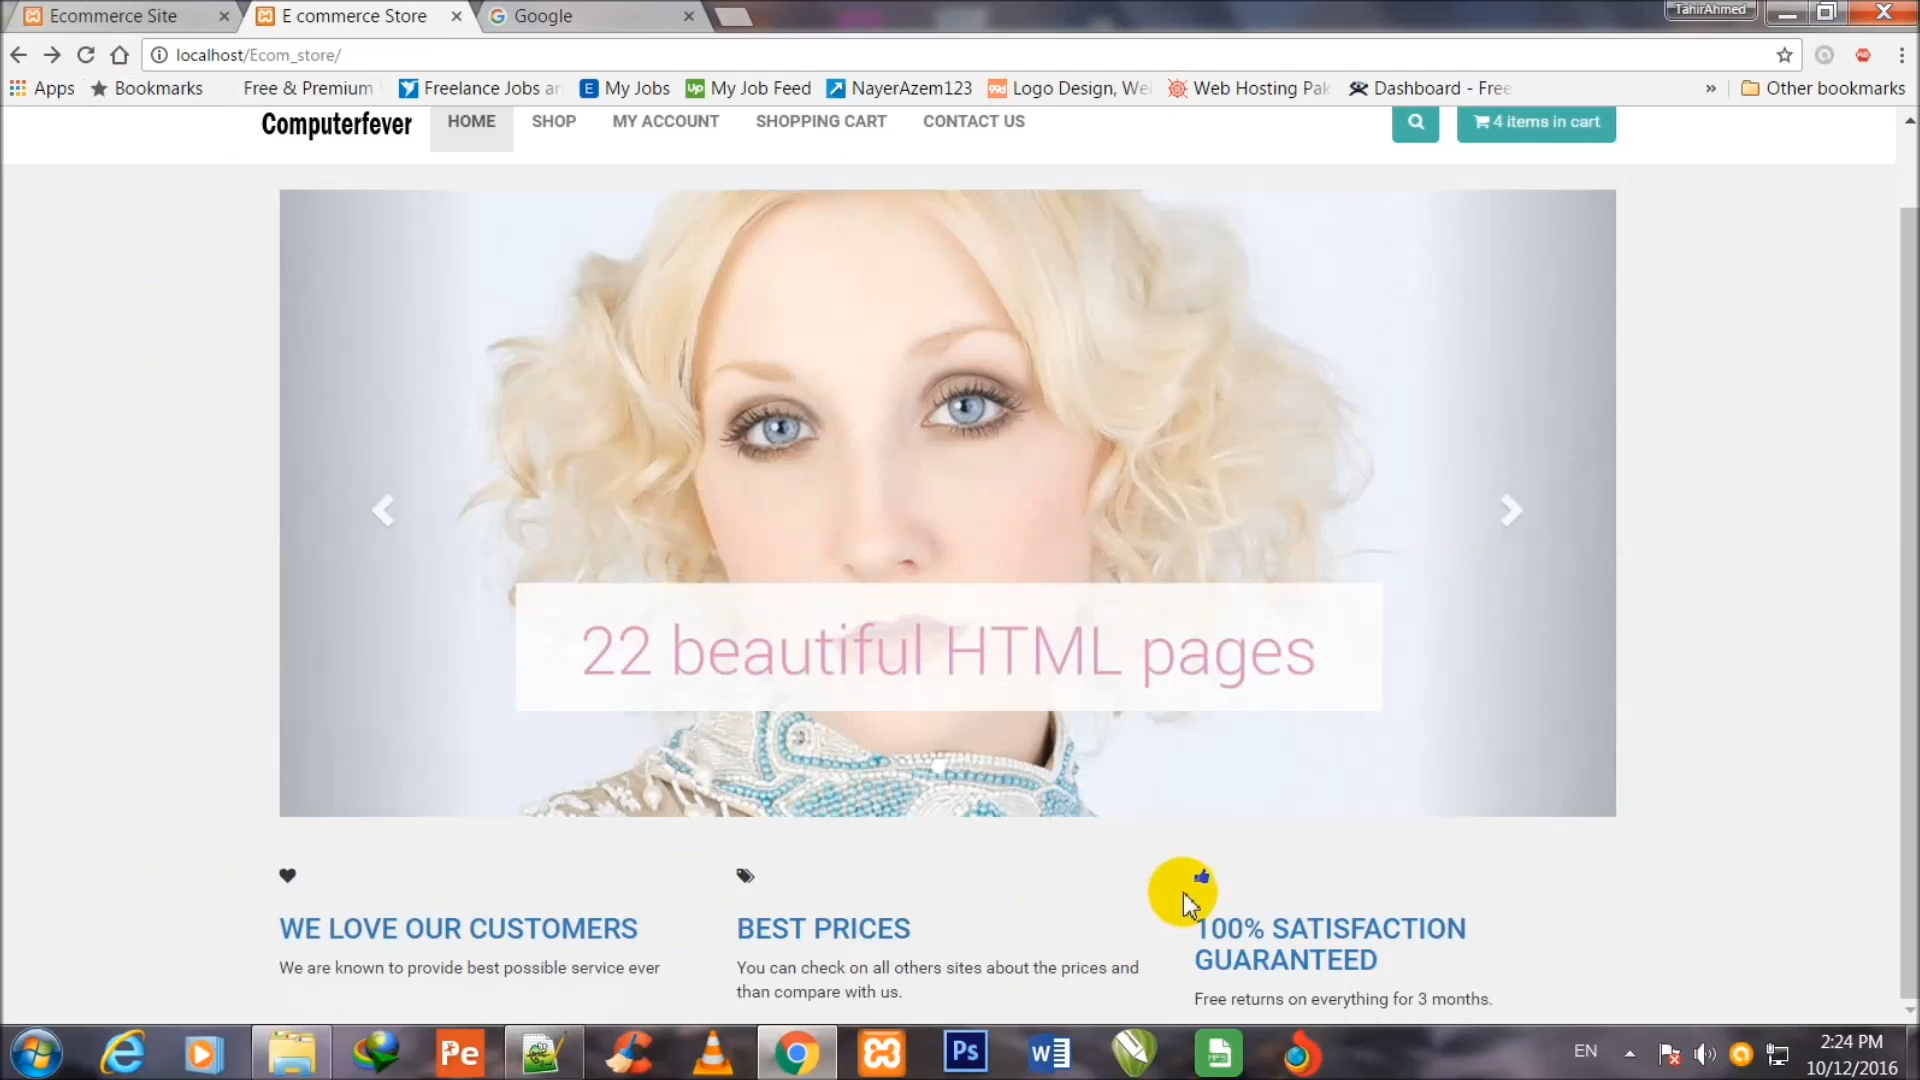 Ecommerce Site
E commerce Store
Google
TahirAhmed
localhost/Ecom_store/
Apps
Bookmarks
Free & Premium
Freelance Jobs an
My Jobs
My Job Feed
NayerAzem123
Logo Design, We
Web Hosting Pak
Dashboard - Free
»
Other bookmarks
Computerfever
HOME
SHOP
MY ACCOUNT
SHOPPING CART
CONTACT US
4 items in cart
22 beautiful HTML pages
WE LOVE OUR CUSTOMERS
We are known to provide best possible service ever
BEST PRICES
You can check on all others sites about the prices and
than compare with us.
100% SATISFACTION
GUARANTEED
Free returns on everything for 3 months.
Pe
Ps
W
MP3
EN
2:24 PM
10/12/2016